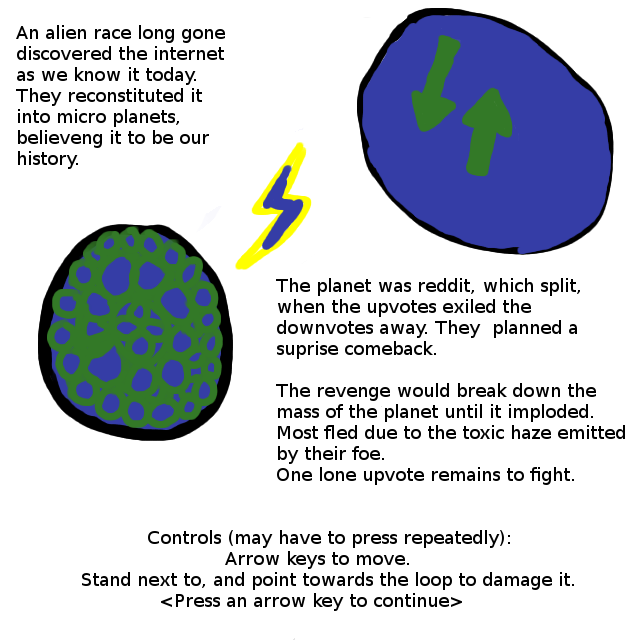 An alien race long gone
discovered the internet
as we know it today.
They reconstituted it
into micro planets,
believeng it to be our
history.
The planet was reddit, which split,
when the upvotes exiled the
downvotes away. They  planned a
suprise comeback.
The revenge would break down the
mass of the planet until it imploded.
Most fled due to the toxic haze emitted
by their foe.
One lone upvote remains to fight.
Controls (may have to press repeatedly):
Arrow keys to move.
Stand next to, and point towards the loop to damage it.
<Press an arrow key to continue>